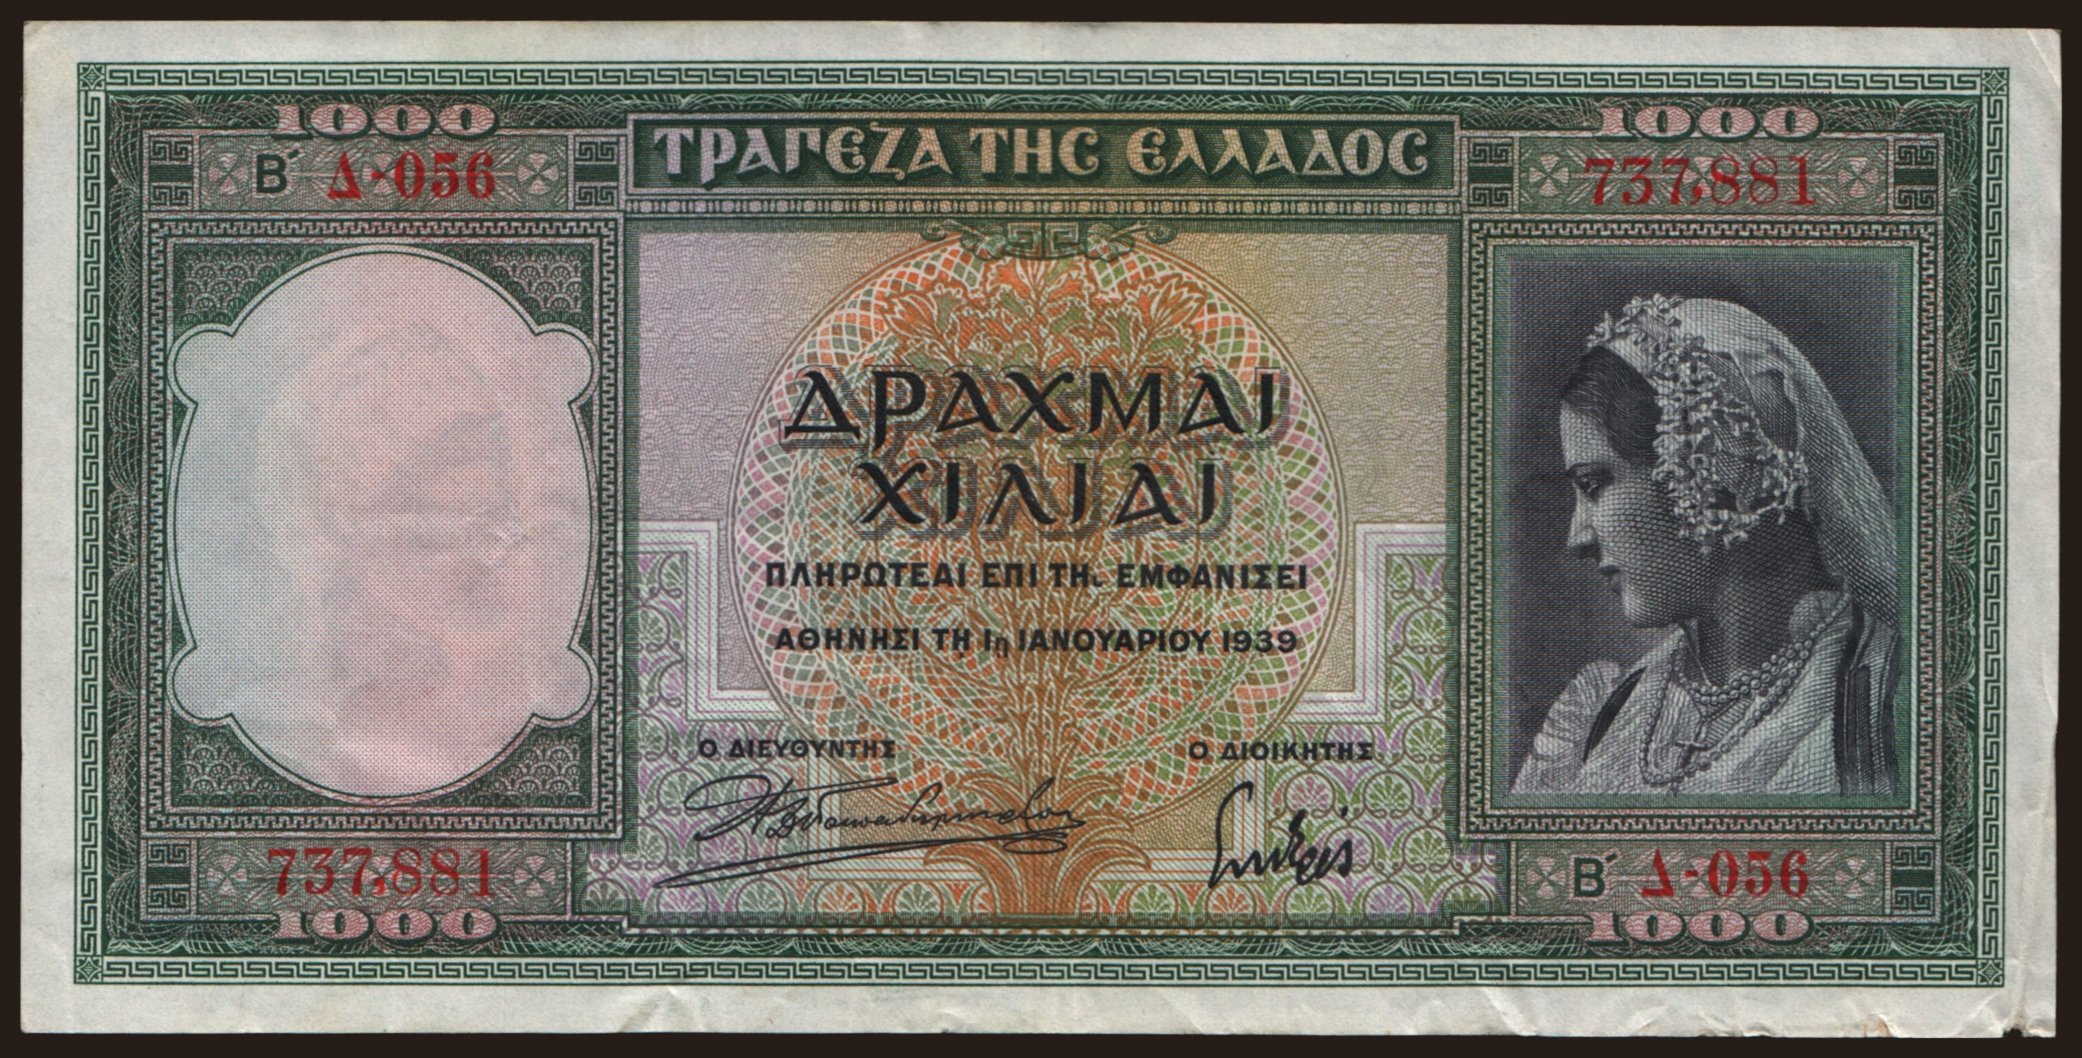 1000
1000
Β´ Δ-056
ΤΡΑΠΕΖΑ ΤΗΣ ΕΛΛΑΔΟΣ
737,881
ΔΡΑΧΜΑΙ
ΧΙΛΙΑΙ
ΠΛΗΡΩΤΕΑΙ ΕΠΙ ΤΗι ΕΜΦΑΝΙΣΕΙ
ΑΘΗΝΗΣΙ ΤΗ 1η ΙΑΝΟΥΑΡΙΟΥ 1939
Ο ΔΙΕΥΘΥΝΤΗΣ
Ο ΔΙΟΙΚΗΤΗΣ
737,881
Β´ Δ-056
1000
1000